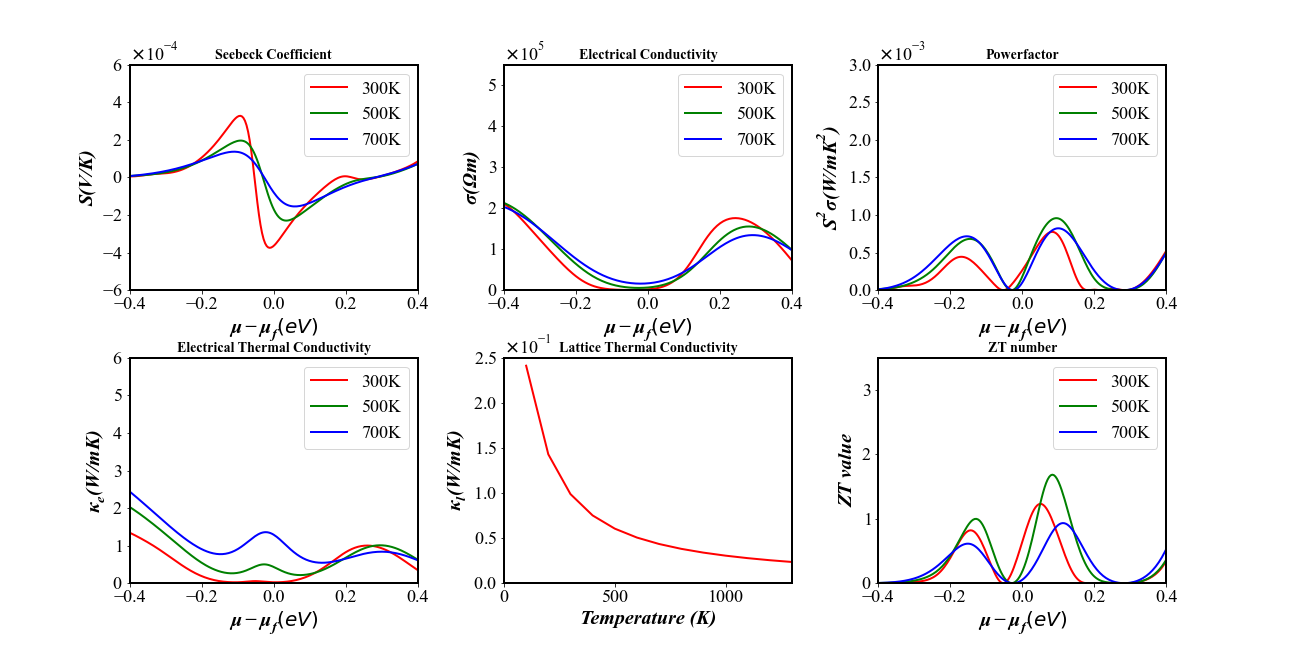 ×10⁻⁴
Seebeck Coefficient
6
4
2
0
−2
−4
−6
300K
500K
700K
S(V/K)
−0.4
−0.2
0.0
0.2
0.4
μ − μ_f(eV)
×10⁵
Electrical Conductivity
5
4
3
2
1
0
300K
500K
700K
σ(Ωm)
−0.4
−0.2
0.0
0.2
0.4
μ − μ_f(eV)
×10⁻³
Powerfactor
3.0
2.5
2.0
1.5
1.0
0.5
0.0
300K
500K
700K
S²σ(W/mK²)
−0.4
−0.2
0.0
0.2
0.4
μ − μ_f(eV)
Electrical Thermal Conductivity
6
5
4
3
2
1
0
300K
500K
700K
κ_e(W/mK)
−0.4
−0.2
0.0
0.2
0.4
μ − μ_f(eV)
×10⁻¹
Lattice Thermal Conductivity
2.5
2.0
1.5
1.0
0.5
0.0
κ_l(W/mK)
0
500
1000
Temperature (K)
ZT number
3
2
1
0
300K
500K
700K
ZT value
−0.4
−0.2
0.0
0.2
0.4
μ − μ_f(eV)